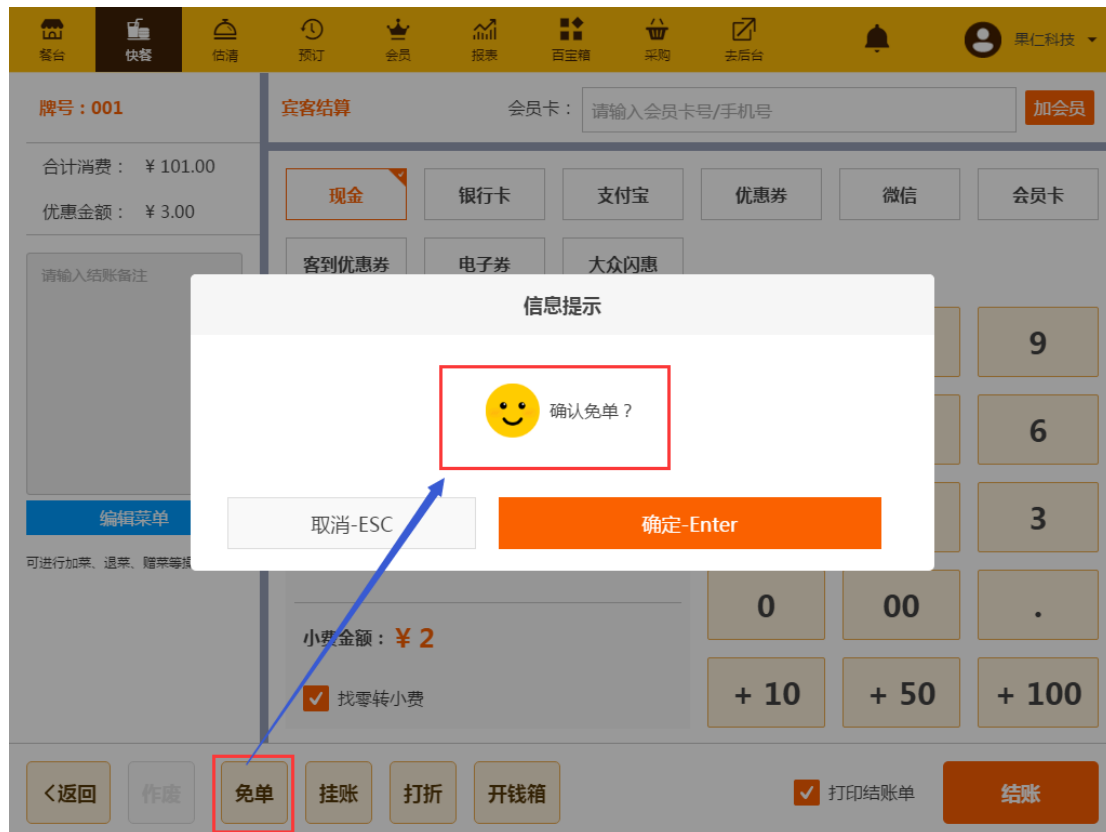 餐台 快餐 估清 预订 会员 报表 百宝箱 采购 去后台 果仁科技
牌号：001
宾客结算 会员卡： 请输入会员卡号/手机号 加会员
合计消费： ¥ 101.00
优惠金额： ¥ 3.00
现金 银行卡 支付宝 优惠券 微信 会员卡
客到优惠券 电子券 大众闪惠
请输入结账备注
信息提示
确认免单？
取消-ESC 确定-Enter
编辑菜单
可进行加菜、退菜、赠菜等
9
6
3
0 00 .
小费金额：¥ 2
找零转小费
+ 10 + 50 + 100
<返回 作废 免单 挂账 打折 开钱箱 打印结账单 结账